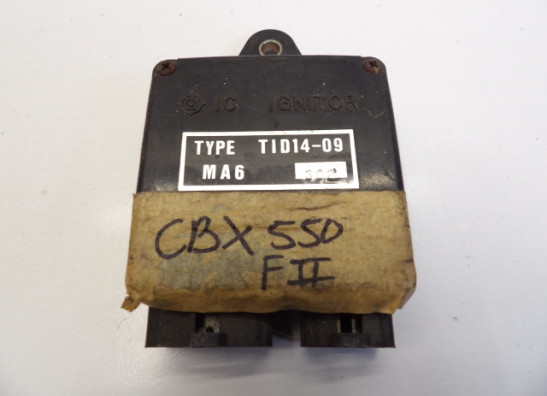 IC IGNITOR
TYPE TID14-09
MA6
CBX 550
F II